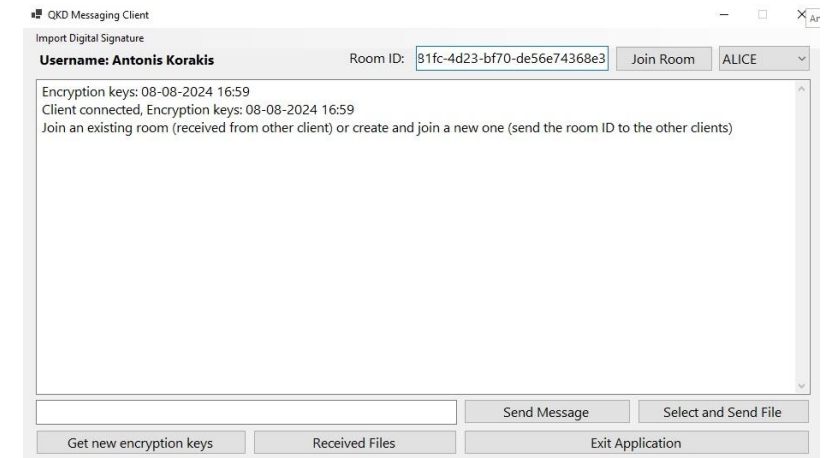 QKD Messaging Client
Import Digital Signature
Username: Antonis Korakis Room ID: 81fc-4d23-bf70-de56e74368e3 Join Room ALICE
Encryption keys: 08-08-2024 16:59
Client connected, Encryption keys: 08-08-2024 16:59
Join an existing room (received from other client) or create and join a new one (send the room ID to the other clients)
Send Message Select and Send File
Get new encryption keys Received Files Exit Application